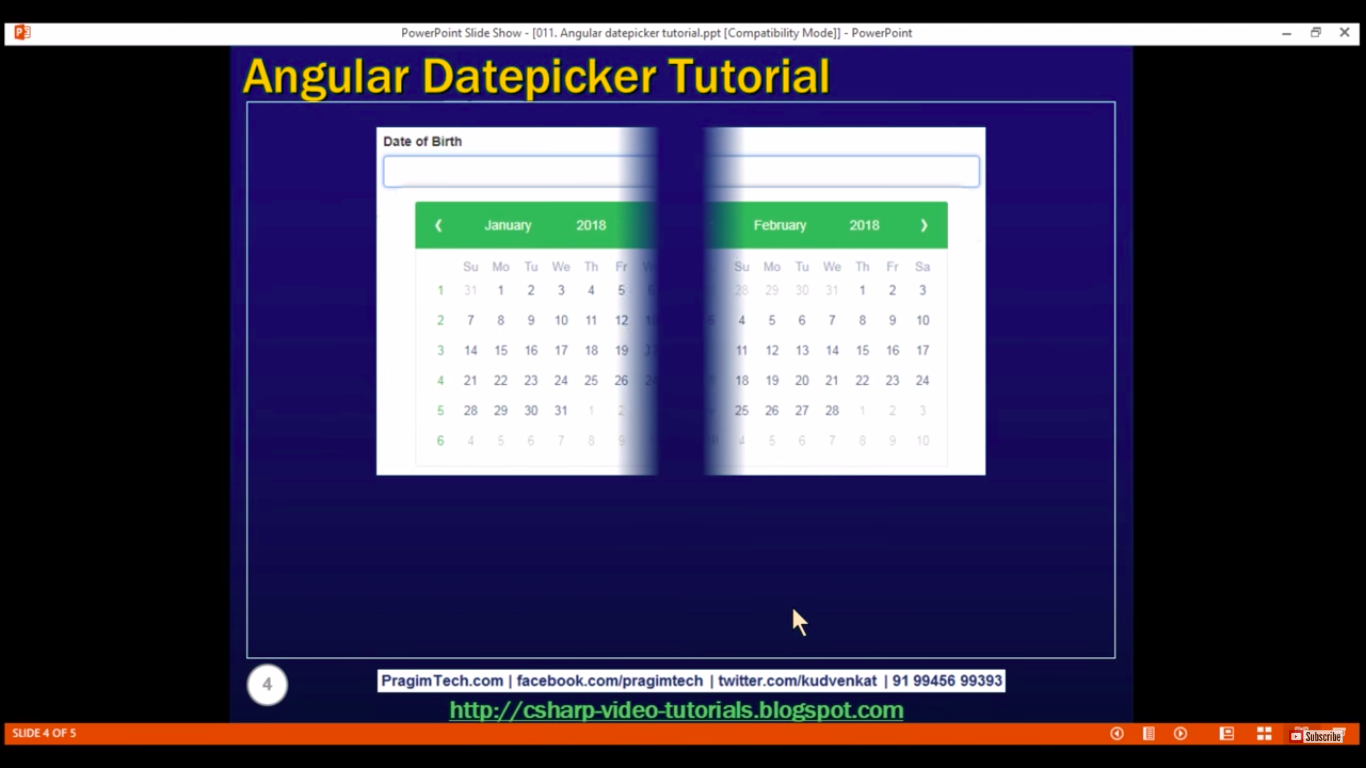 PowerPoint Slide Show - [011. Angular datepicker tutorial.ppt [Compatibility Mode]] - PowerPoint
Angular Datepicker Tutorial
Date of Birth
❮ January 2018 February 2018 ❯
Su Mo Tu We Th Fr Su Mo Tu We Th Fr Sa
1 31 1 2 3 4 5 28 29 30 31 1 2 3
2 7 8 9 10 11 12 4 5 6 7 8 9 10
3 14 15 16 17 18 19 11 12 13 14 15 16 17
4 21 22 23 24 25 26 18 19 20 21 22 23 24
5 28 29 30 31 1 2 25 26 27 28 1 2 3
6 4 5 6 7 8 9 4 5 6 7 8 9 10
4
PragimTech.com | facebook.com/pragimtech | twitter.com/kudvenkat | 91 99456 99393
http://csharp-video-tutorials.blogspot.com
SLIDE 4 OF 5
Subscribe